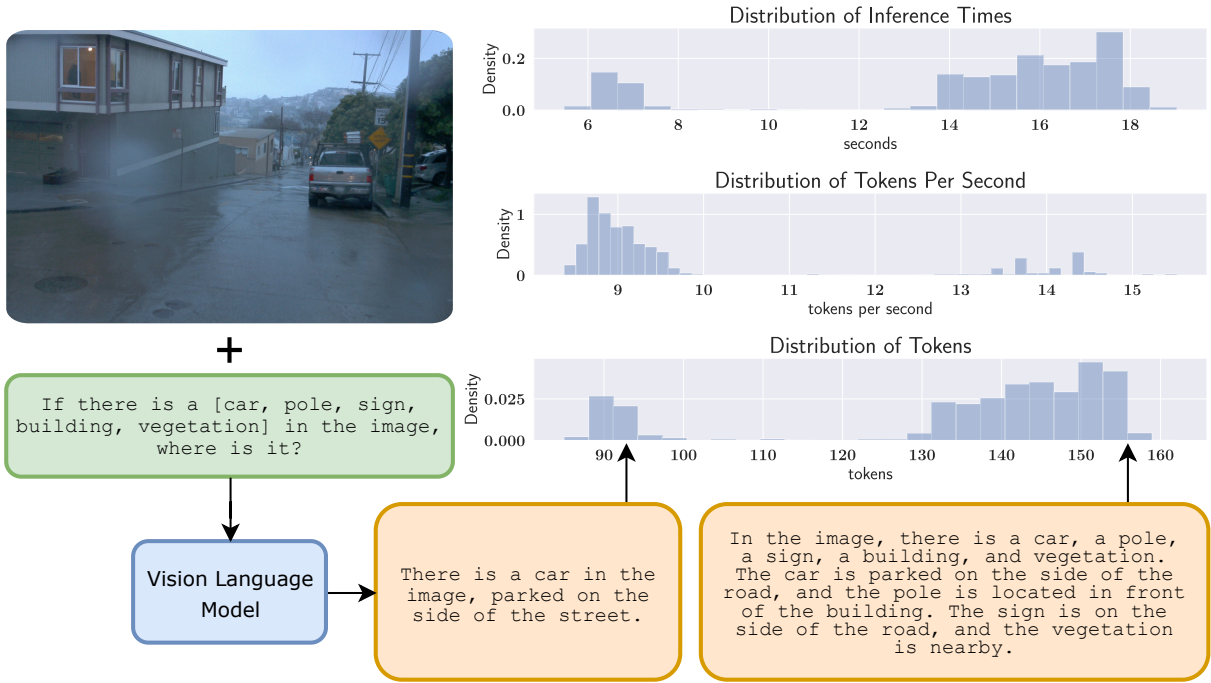 Distribution of Inference Times
Density
0.2
0.0
6 8 10 12 14 16 18
seconds
Distribution of Tokens Per Second
Density
1
0
9 10 11 12 13 14 15
tokens per second
Distribution of Tokens
Density
0.025
0.000
90 100 110 120 130 140 150 160
tokens
+
If there is a [car, pole, sign,
building, vegetation] in the image,
where is it?
Vision Language
Model
There is a car in the
image, parked on the
side of the street.
In the image, there is a car, a pole,
a sign, a building, and vegetation.
The car is parked on the side of the
road, and the pole is located in front
of the building. The sign is on the
side of the road, and the vegetation
is nearby.